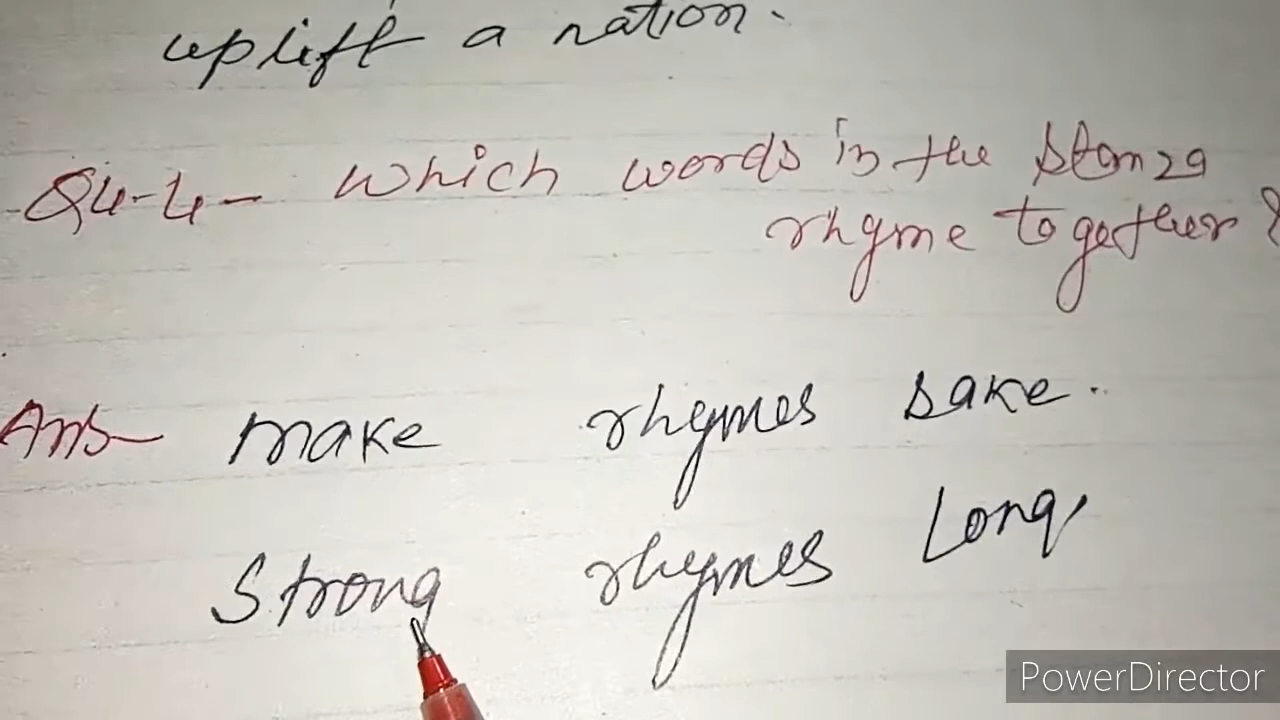 uplift a nation.
Qu-4- which words in the stanza
rhyme together?
Ans- make rhymes sake.
Strong rhymes Long,
PowerDirector